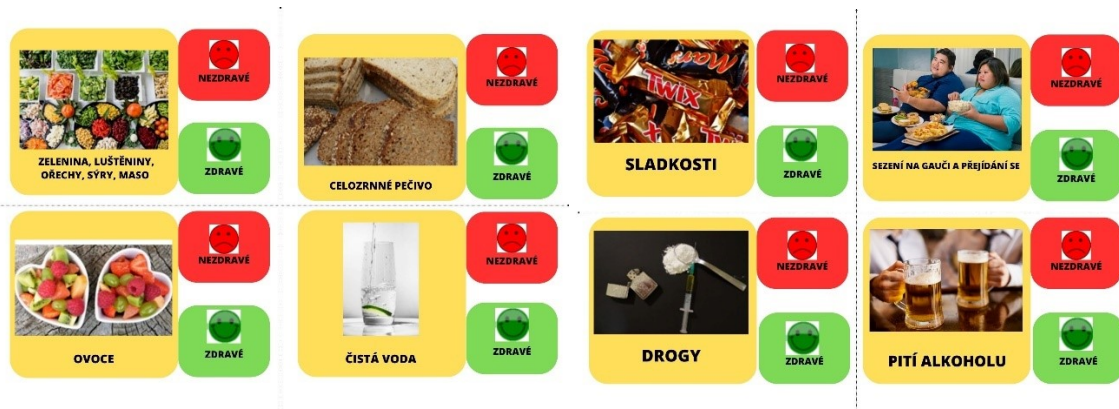 NEZDRAVÉ
ZDRAVÉ
ZELENINA, LUŠTĚNINY,
OŘECHY, SÝRY, MASO
NEZDRAVÉ
ZDRAVÉ
CELOZRNNÉ PEČIVO
Mars
TWIX
TWIX
NEZDRAVÉ
ZDRAVÉ
SLADKOSTI
NEZDRAVÉ
ZDRAVÉ
SEZENÍ NA GAUČI A PŘEJÍDÁNÍ SE
NEZDRAVÉ
ZDRAVÉ
OVOCE
NEZDRAVÉ
ZDRAVÉ
ČISTÁ VODA
NEZDRAVÉ
ZDRAVÉ
DROGY
NEZDRAVÉ
ZDRAVÉ
PITÍ ALKOHOLU